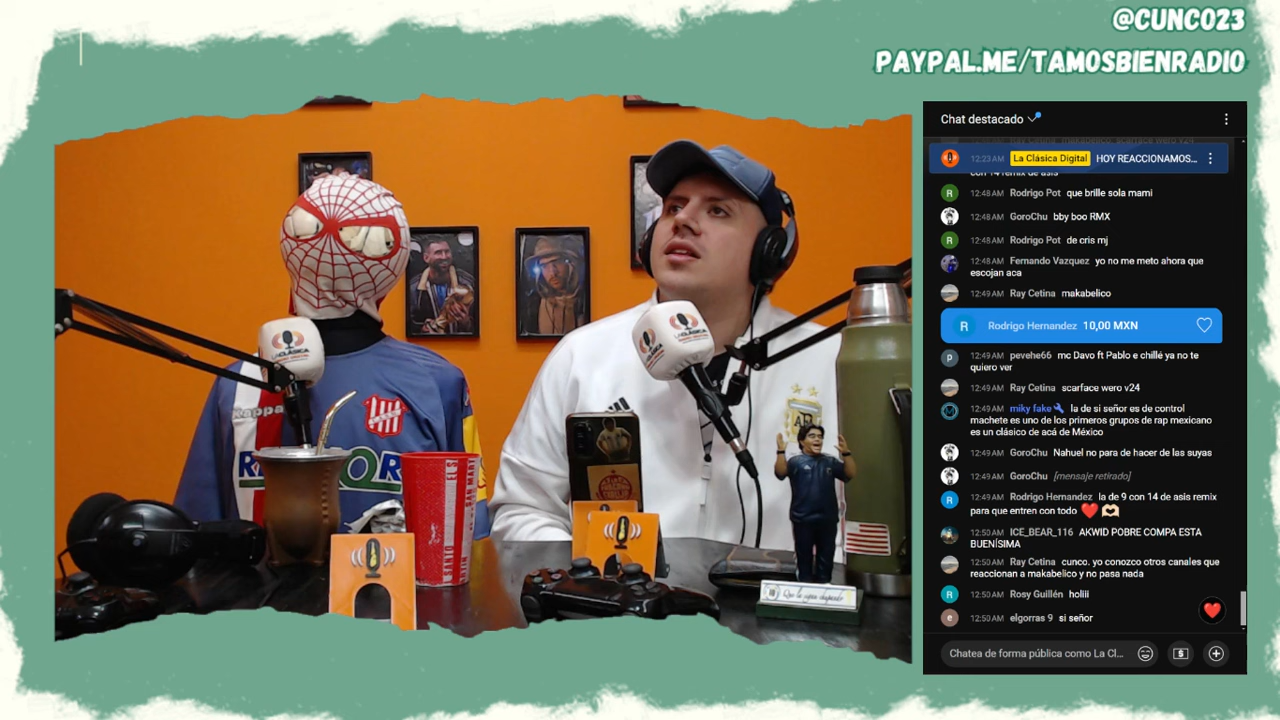 @CUNCO23
PAYPAL.ME/TAMOSBIENRADIO
Chat destacado
12:23 AM La Clásica Digital HOY REACCIONAMOS...
con 14 remix de asis
12:48 AM Rodrigo Pot que brille sola mami
12:48 AM GoroChu bby boo RMX
12:48 AM Rodrigo Pot de cris mj
12:48 AM Fernando Vazquez yo no me meto ahora que
escojan aca
12:49 AM Ray Cetina makabelico
R Rodrigo Hernandez 10,00 MXN
12:49 AM pevehe66 mc Davo ft Pablo e chillé ya no te
quiero ver
12:49 AM Ray Cetina scarface wero v24
12:49 AM miky fake la de si señor es de control
machete es uno de los primeros grupos de rap mexicano
es un clásico de acá de México
12:49 AM GoroChu Nahuel no para de hacer de las suyas
12:49 AM GoroChu [mensaje retirado]
12:49 AM Rodrigo Hernandez la de 9 con 14 de asis remix
para que entren con todo ❤️ 🫶
12:50 AM ICE_BEAR_116 AKWID POBRE COMPA ESTA
BUENÍSIMA
12:50 AM Ray Cetina cunco. yo conozco otros canales que
reaccionan a makabelico y no pasa nada
12:50 AM Rosy Guillén holiii
12:50 AM elgorras 9 si señor
Chatea de forma pública como La Cl...
Kappa
LA CLÁSICA
LA CLÁSICA